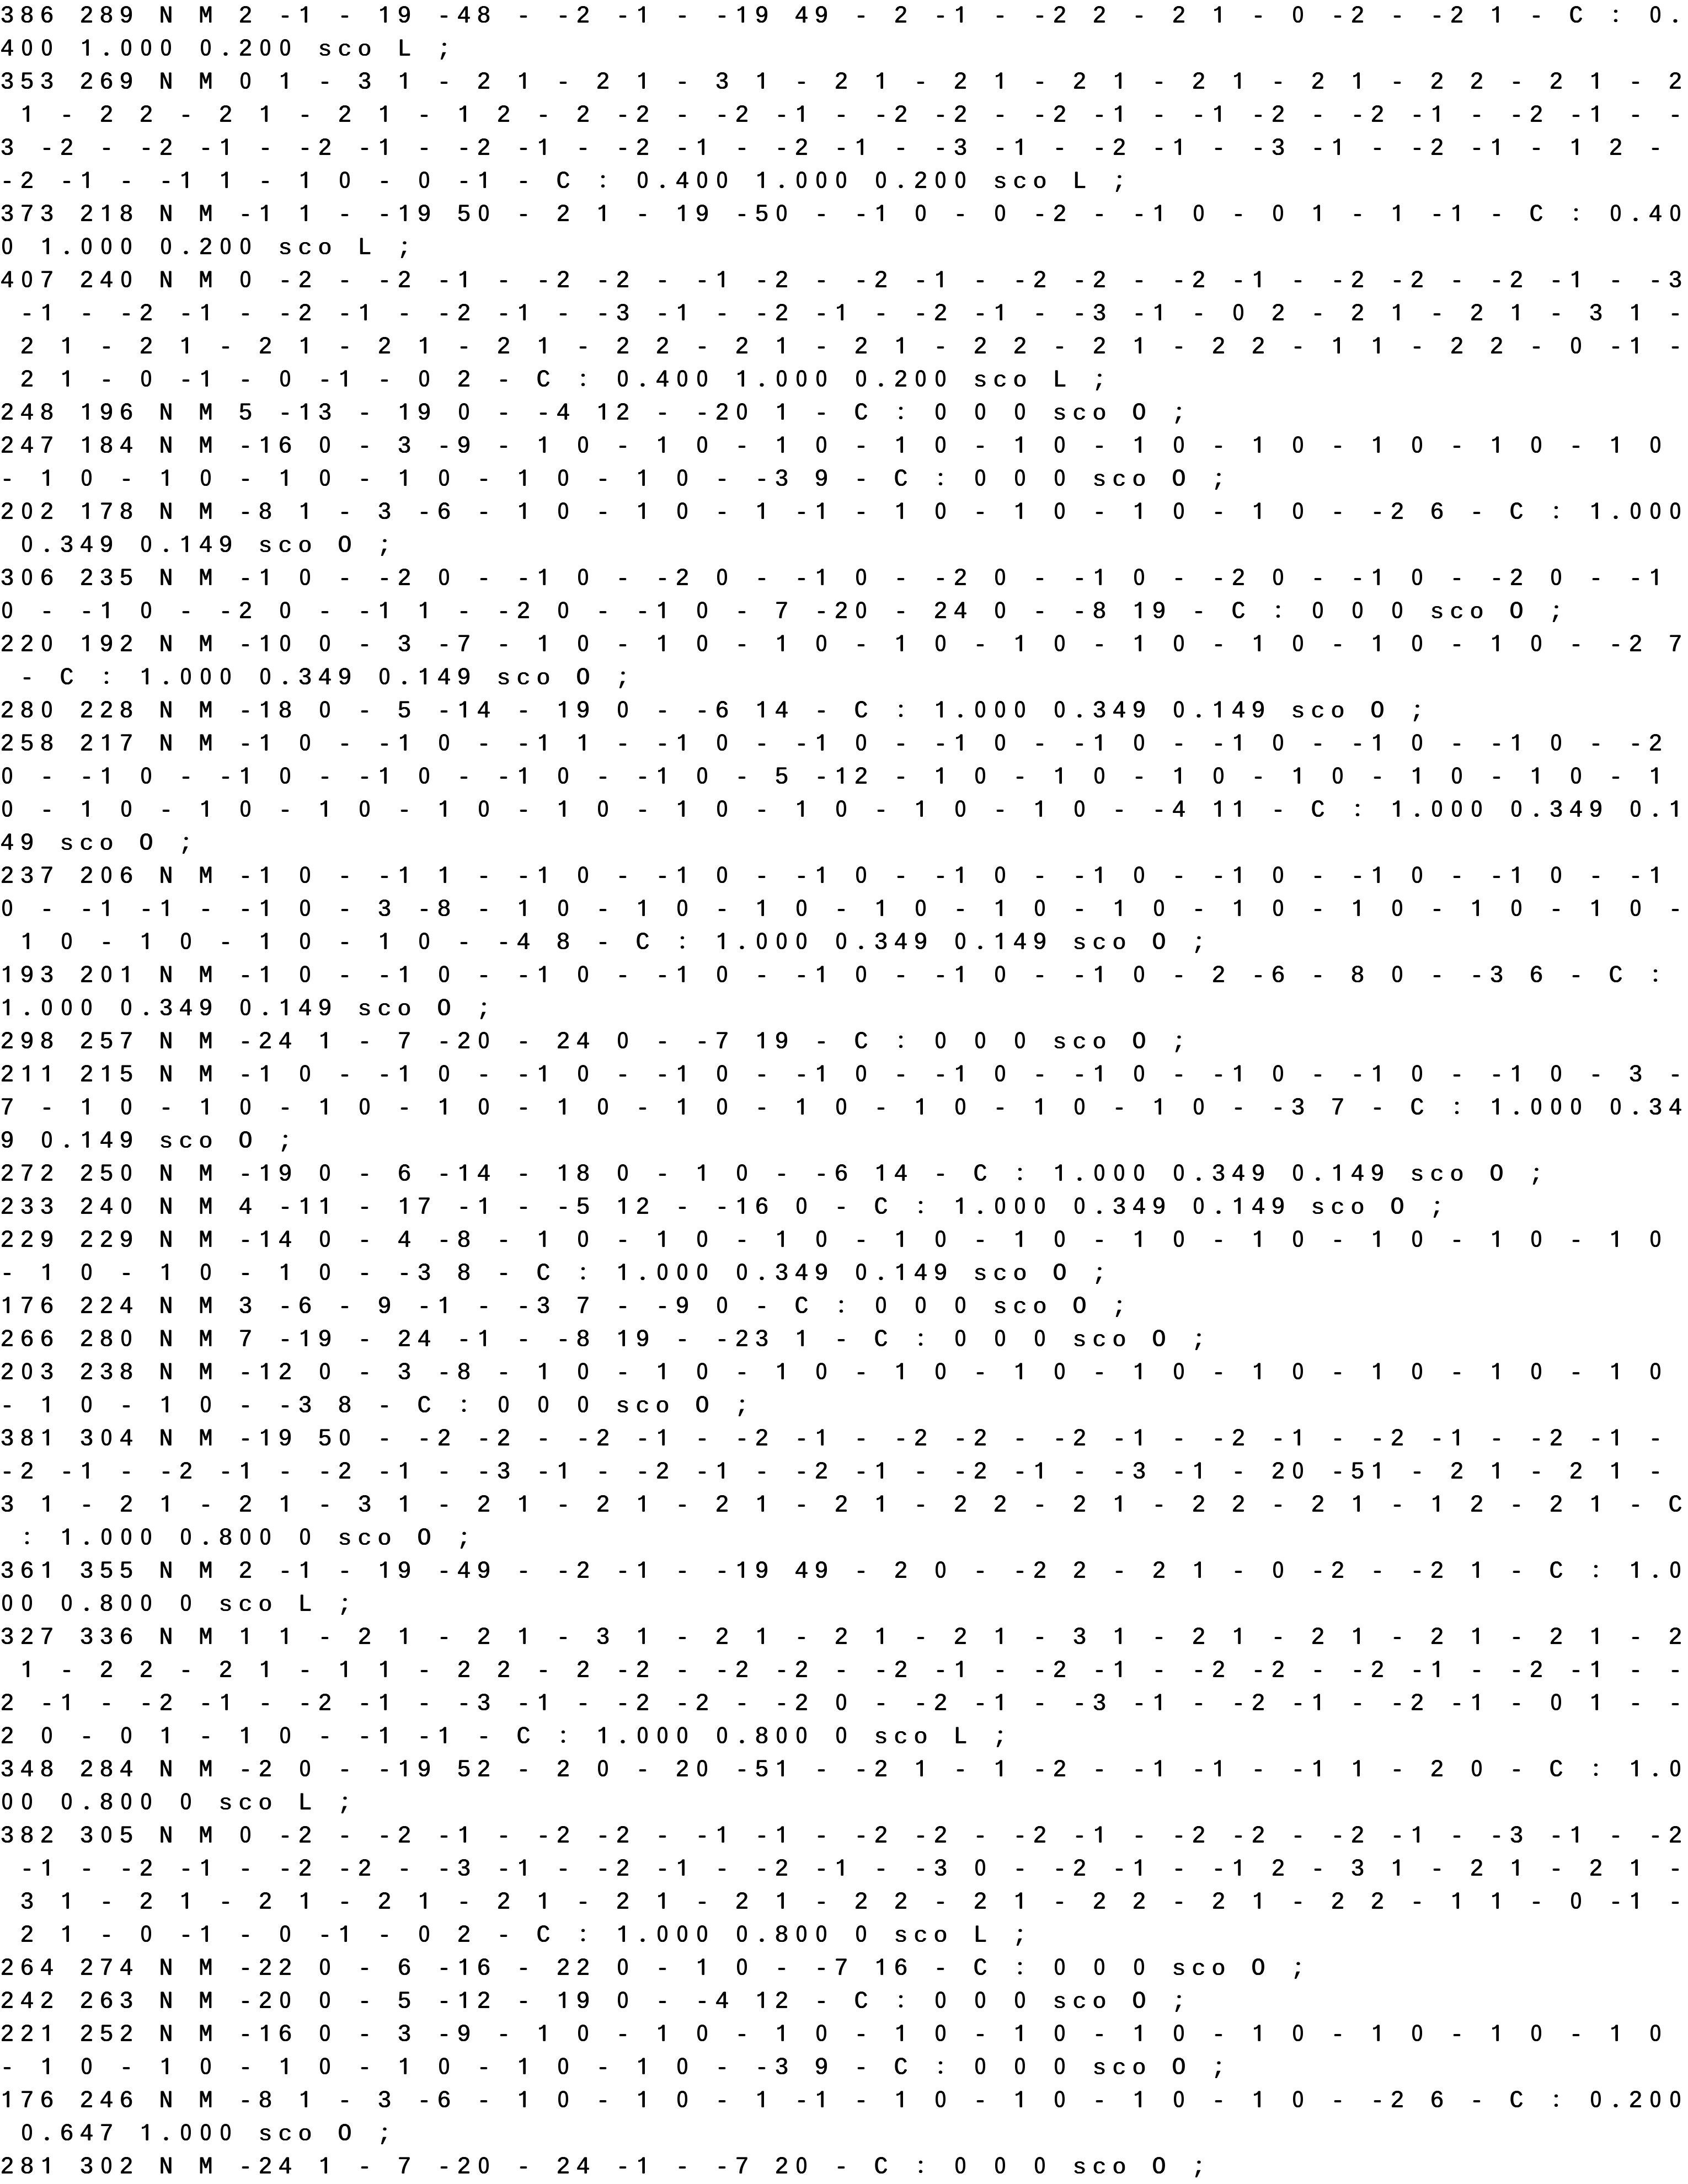 386 289 N M 2 -1 - 19 -48 - -2 -1 - -19 49 - 2 -1 - -2 2 - 2 1 - 0 -2 - -2 1 - C : 0.
400 1.000 0.200 sco L ;
353 269 N M 0 1 - 3 1 - 2 1 - 2 1 - 3 1 - 2 1 - 2 1 - 2 1 - 2 1 - 2 1 - 2 2 - 2 1 - 2
1 - 2 2 - 2 1 - 2 1 - 1 2 - 2 -2 - -2 -1 - -2 -2 - -2 -1 - -1 -2 - -2 -1 - -2 -1 - -
3 -2 - -2 -1 - -2 -1 - -2 -1 - -2 -1 - -2 -1 - -3 -1 - -2 -1 - -3 -1 - -2 -1 - 1 2 -
-2 -1 - -1 1 - 1 0 - 0 -1 - C : 0.400 1.000 0.200 sco L ;
373 218 N M -1 1 - -19 50 - 2 1 - 19 -50 - -1 0 - 0 -2 - -1 0 - 0 1 - 1 -1 - C : 0.40
0 1.000 0.200 sco L ;
407 240 N M 0 -2 - -2 -1 - -2 -2 - -1 -2 - -2 -1 - -2 -2 - -2 -1 - -2 -2 - -2 -1 - -3
-1 - -2 -1 - -2 -1 - -2 -1 - -3 -1 - -2 -1 - -2 -1 - -3 -1 - 0 2 - 2 1 - 2 1 - 3 1 -
2 1 - 2 1 - 2 1 - 2 1 - 2 1 - 2 2 - 2 1 - 2 1 - 2 2 - 2 1 - 2 2 - 1 1 - 2 2 - 0 -1 -
2 1 - 0 -1 - 0 -1 - 0 2 - C : 0.400 1.000 0.200 sco L ;
248 196 N M 5 -13 - 19 0 - -4 12 - -20 1 - C : 0 0 0 sco O ;
247 184 N M -16 0 - 3 -9 - 1 0 - 1 0 - 1 0 - 1 0 - 1 0 - 1 0 - 1 0 - 1 0 - 1 0 - 1 0
- 1 0 - 1 0 - 1 0 - 1 0 - 1 0 - 1 0 - -3 9 - C : 0 0 0 sco O ;
202 178 N M -8 1 - 3 -6 - 1 0 - 1 0 - 1 -1 - 1 0 - 1 0 - 1 0 - 1 0 - -2 6 - C : 1.000
0.349 0.149 sco O ;
306 235 N M -1 0 - -2 0 - -1 0 - -2 0 - -1 0 - -2 0 - -1 0 - -2 0 - -1 0 - -2 0 - -1
0 - -1 0 - -2 0 - -1 1 - -2 0 - -1 0 - 7 -20 - 24 0 - -8 19 - C : 0 0 0 sco O ;
220 192 N M -10 0 - 3 -7 - 1 0 - 1 0 - 1 0 - 1 0 - 1 0 - 1 0 - 1 0 - 1 0 - 1 0 - -2 7
- C : 1.000 0.349 0.149 sco O ;
280 228 N M -18 0 - 5 -14 - 19 0 - -6 14 - C : 1.000 0.349 0.149 sco O ;
258 217 N M -1 0 - -1 0 - -1 1 - -1 0 - -1 0 - -1 0 - -1 0 - -1 0 - -1 0 - -1 0 - -2
0 - -1 0 - -1 0 - -1 0 - -1 0 - -1 0 - 5 -12 - 1 0 - 1 0 - 1 0 - 1 0 - 1 0 - 1 0 - 1
0 - 1 0 - 1 0 - 1 0 - 1 0 - 1 0 - 1 0 - 1 0 - 1 0 - 1 0 - -4 11 - C : 1.000 0.349 0.1
49 sco O ;
237 206 N M -1 0 - -1 1 - -1 0 - -1 0 - -1 0 - -1 0 - -1 0 - -1 0 - -1 0 - -1 0 - -1
0 - -1 -1 - -1 0 - 3 -8 - 1 0 - 1 0 - 1 0 - 1 0 - 1 0 - 1 0 - 1 0 - 1 0 - 1 0 - 1 0 -
1 0 - 1 0 - 1 0 - 1 0 - -4 8 - C : 1.000 0.349 0.149 sco O ;
193 201 N M -1 0 - -1 0 - -1 0 - -1 0 - -1 0 - -1 0 - -1 0 - 2 -6 - 8 0 - -3 6 - C :
1.000 0.349 0.149 sco O ;
298 257 N M -24 1 - 7 -20 - 24 0 - -7 19 - C : 0 0 0 sco O ;
211 215 N M -1 0 - -1 0 - -1 0 - -1 0 - -1 0 - -1 0 - -1 0 - -1 0 - -1 0 - -1 0 - 3 -
7 - 1 0 - 1 0 - 1 0 - 1 0 - 1 0 - 1 0 - 1 0 - 1 0 - 1 0 - 1 0 - -3 7 - C : 1.000 0.34
9 0.149 sco O ;
272 250 N M -19 0 - 6 -14 - 18 0 - 1 0 - -6 14 - C : 1.000 0.349 0.149 sco O ;
233 240 N M 4 -11 - 17 -1 - -5 12 - -16 0 - C : 1.000 0.349 0.149 sco O ;
229 229 N M -14 0 - 4 -8 - 1 0 - 1 0 - 1 0 - 1 0 - 1 0 - 1 0 - 1 0 - 1 0 - 1 0 - 1 0
- 1 0 - 1 0 - 1 0 - -3 8 - C : 1.000 0.349 0.149 sco O ;
176 224 N M 3 -6 - 9 -1 - -3 7 - -9 0 - C : 0 0 0 sco O ;
266 280 N M 7 -19 - 24 -1 - -8 19 - -23 1 - C : 0 0 0 sco O ;
203 238 N M -12 0 - 3 -8 - 1 0 - 1 0 - 1 0 - 1 0 - 1 0 - 1 0 - 1 0 - 1 0 - 1 0 - 1 0
- 1 0 - 1 0 - -3 8 - C : 0 0 0 sco O ;
381 304 N M -19 50 - -2 -2 - -2 -1 - -2 -1 - -2 -2 - -2 -1 - -2 -1 - -2 -1 - -2 -1 -
-2 -1 - -2 -1 - -2 -1 - -3 -1 - -2 -1 - -2 -1 - -2 -1 - -3 -1 - 20 -51 - 2 1 - 2 1 -
3 1 - 2 1 - 2 1 - 3 1 - 2 1 - 2 1 - 2 1 - 2 1 - 2 2 - 2 1 - 2 2 - 2 1 - 1 2 - 2 1 - C
: 1.000 0.800 0 sco O ;
361 355 N M 2 -1 - 19 -49 - -2 -1 - -19 49 - 2 0 - -2 2 - 2 1 - 0 -2 - -2 1 - C : 1.0
00 0.800 0 sco L ;
327 336 N M 1 1 - 2 1 - 2 1 - 3 1 - 2 1 - 2 1 - 2 1 - 3 1 - 2 1 - 2 1 - 2 1 - 2 1 - 2
1 - 2 2 - 2 1 - 1 1 - 2 2 - 2 -2 - -2 -2 - -2 -1 - -2 -1 - -2 -2 - -2 -1 - -2 -1 - -
2 -1 - -2 -1 - -2 -1 - -3 -1 - -2 -2 - -2 0 - -2 -1 - -3 -1 - -2 -1 - -2 -1 - 0 1 - -
2 0 - 0 1 - 1 0 - -1 -1 - C : 1.000 0.800 0 sco L ;
348 284 N M -2 0 - -19 52 - 2 0 - 20 -51 - -2 1 - 1 -2 - -1 -1 - -1 1 - 2 0 - C : 1.0
00 0.800 0 sco L ;
382 305 N M 0 -2 - -2 -1 - -2 -2 - -1 -1 - -2 -2 - -2 -1 - -2 -2 - -2 -1 - -3 -1 - -2
-1 - -2 -1 - -2 -2 - -3 -1 - -2 -1 - -2 -1 - -3 0 - -2 -1 - -1 2 - 3 1 - 2 1 - 2 1 -
3 1 - 2 1 - 2 1 - 2 1 - 2 1 - 2 1 - 2 1 - 2 2 - 2 1 - 2 2 - 2 1 - 2 2 - 1 1 - 0 -1 -
2 1 - 0 -1 - 0 -1 - 0 2 - C : 1.000 0.800 0 sco L ;
264 274 N M -22 0 - 6 -16 - 22 0 - 1 0 - -7 16 - C : 0 0 0 sco O ;
242 263 N M -20 0 - 5 -12 - 19 0 - -4 12 - C : 0 0 0 sco O ;
221 252 N M -16 0 - 3 -9 - 1 0 - 1 0 - 1 0 - 1 0 - 1 0 - 1 0 - 1 0 - 1 0 - 1 0 - 1 0
- 1 0 - 1 0 - 1 0 - 1 0 - 1 0 - 1 0 - -3 9 - C : 0 0 0 sco O ;
176 246 N M -8 1 - 3 -6 - 1 0 - 1 0 - 1 -1 - 1 0 - 1 0 - 1 0 - 1 0 - -2 6 - C : 0.200
0.647 1.000 sco O ;
281 302 N M -24 1 - 7 -20 - 24 -1 - -7 20 - C : 0 0 0 sco O ;